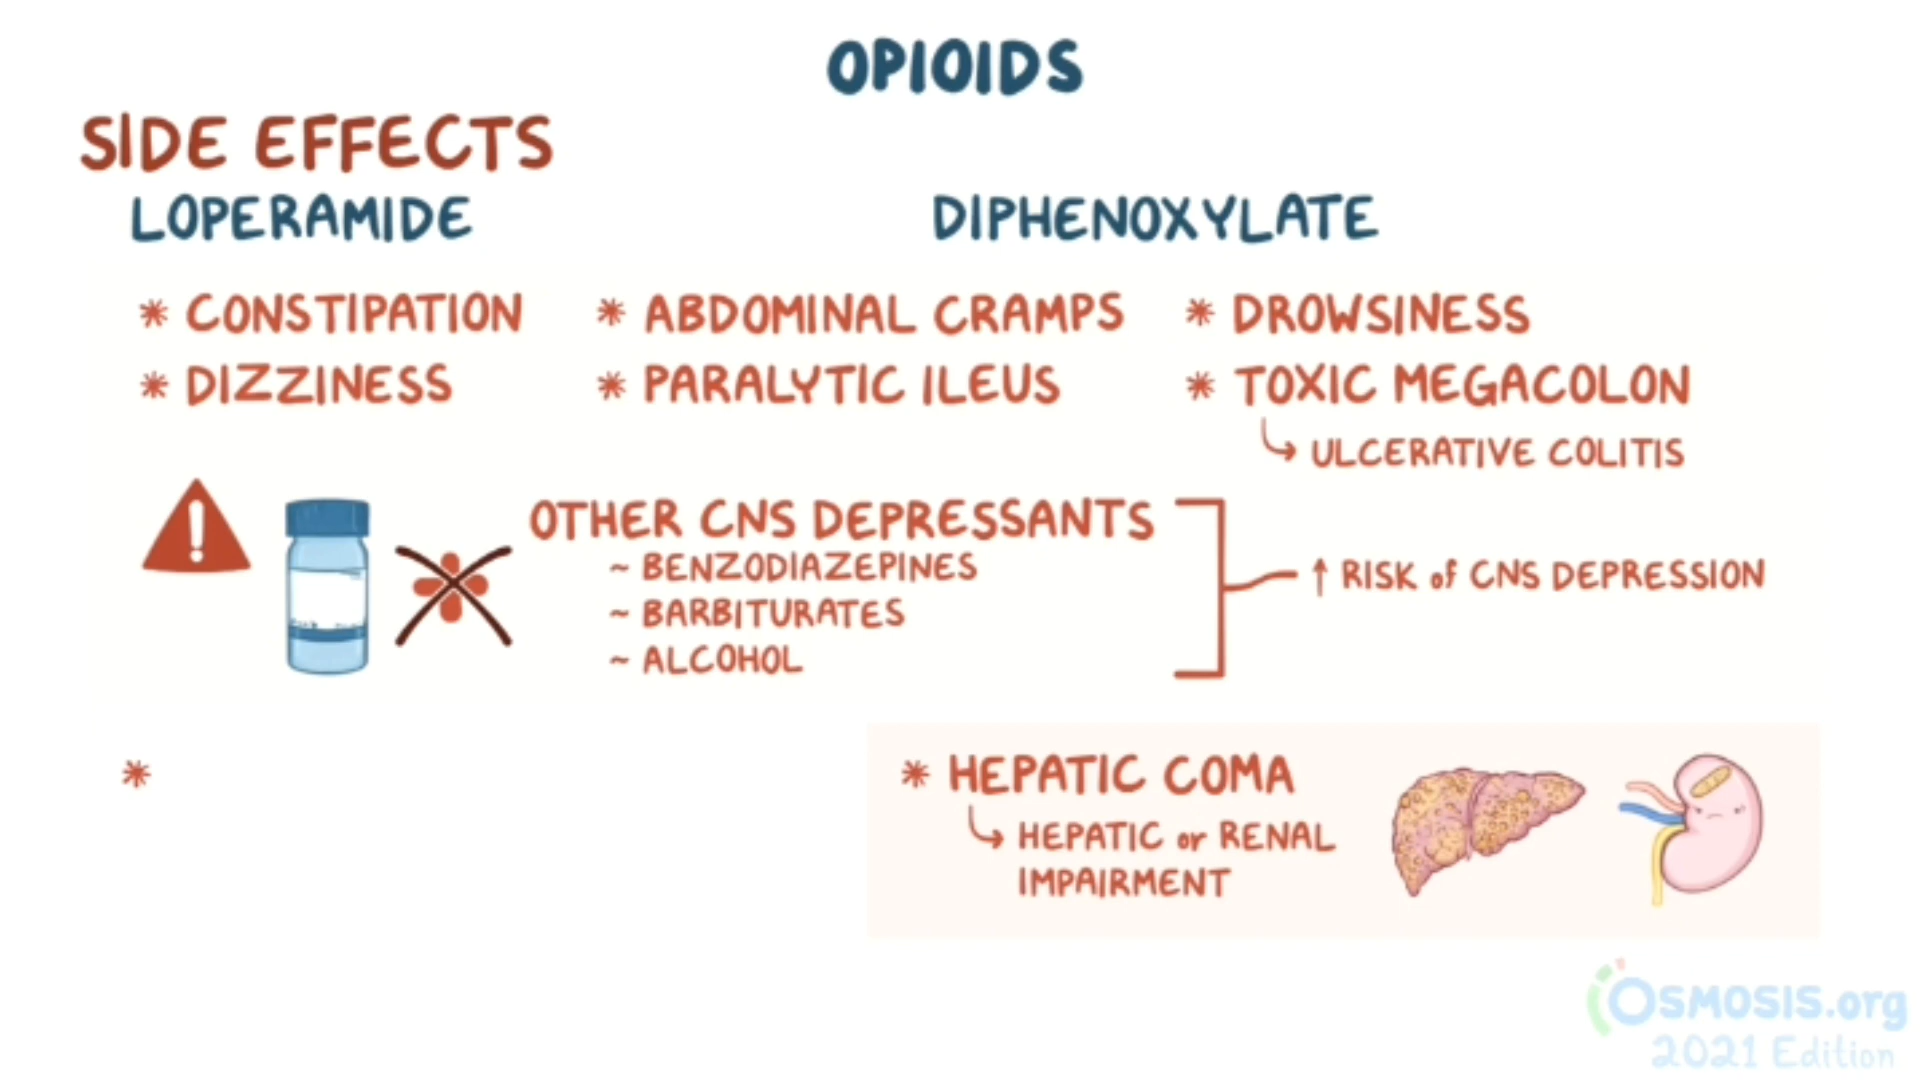 OPIOIDS
SIDE EFFECTS
LOPERAMIDE
DIPHENOXYLATE
* CONSTIPATION
* ABDOMINAL CRAMPS
* DROWSINESS
* DIZZINESS
* PARALYTIC ILEUS
* TOXIC MEGACOLON
↳ ULCERATIVE COLITIS
!
OTHER CNS DEPRESSANTS
~ BENZODIAZEPINES
~ BARBITURATES
~ ALCOHOL
↑ RISK of CNS DEPRESSION
*
* HEPATIC COMA
↳ HEPATIC or RENAL
IMPAIRMENT
OSMOSIS.org
2021 Edition